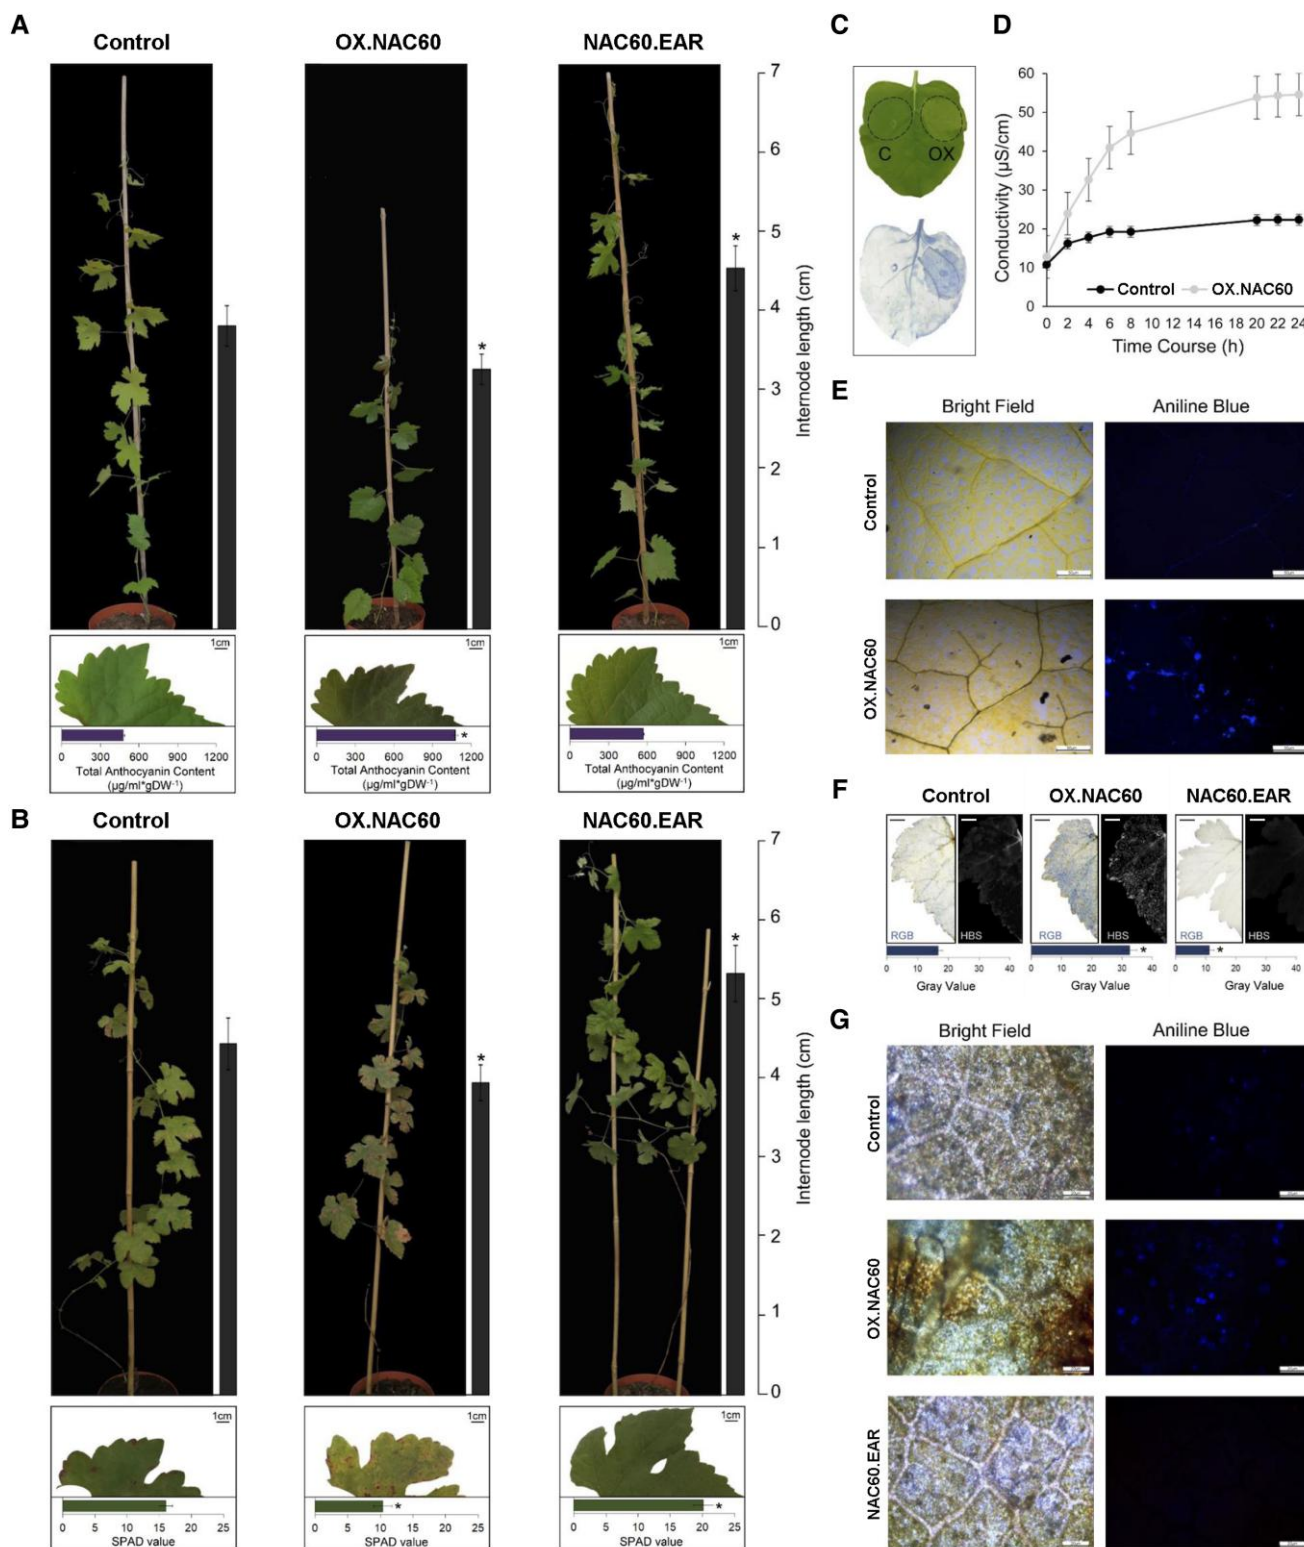 A
Control
OX.NAC60
NAC60.EAR
7
6
5
4
3
2
1
0
Internode length (cm)
*
*
1cm
1cm
1cm
*
0 300 600 900 1200
Total Anthocyanin Content
(µg/ml*gDW⁻¹)
0 300 600 900 1200
Total Anthocyanin Content
(µg/ml*gDW⁻¹)
0 300 600 900 1200
Total Anthocyanin Content
(µg/ml*gDW⁻¹)
B
Control
OX.NAC60
NAC60.EAR
7
6
5
4
3
2
1
0
Internode length (cm)
*
*
1cm
1cm
1cm
*
*
0 5 10 15 20 25
SPAD value
0 5 10 15 20 25
SPAD value
0 5 10 15 20 25
SPAD value
C
C OX
D
60
50
40
30
20
10
0
Conductivity (µS/cm)
Control OX.NAC60
0 2 4 6 8 10 12 14 16 18 20 22 24
Time Course (h)
E
Bright Field
Aniline Blue
Control
OX.NAC60
F
Control
OX.NAC60
NAC60.EAR
RGB HBS
RGB HBS
RGB HBS
*
*
0 10 20 30 40
Gray Value
0 10 20 30 40
Gray Value
0 10 20 30 40
Gray Value
G
Bright Field
Aniline Blue
Control
OX.NAC60
NAC60.EAR